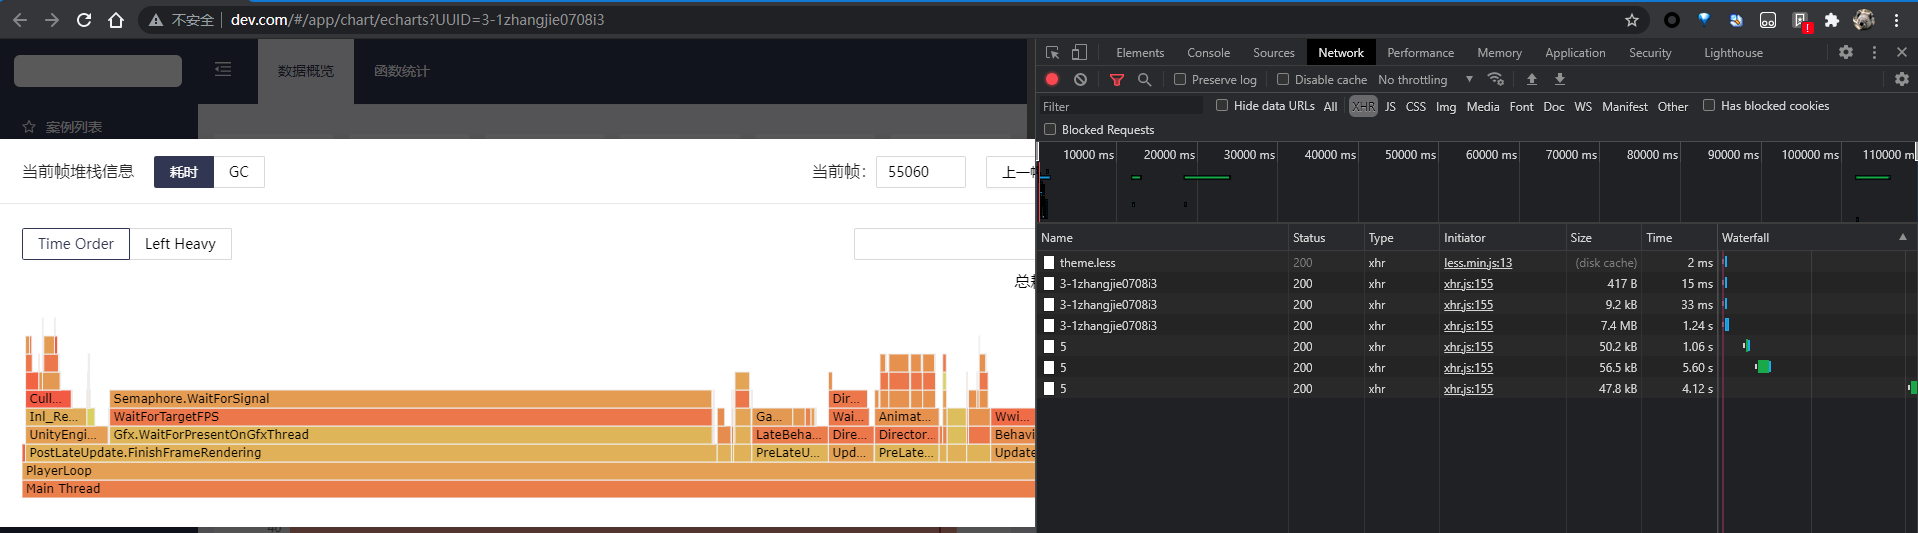 不安全 dev.com/#/app/chart/echarts?UUID=3-1zhangjie0708i3
数据概览 函数统计
案例列表
当前帧堆栈信息 耗时 GC 当前帧: 55060
Time Order Left Heavy
Cull... Semaphore.WaitForSignal Dir...
Inl_Re... WaitForTargetFPS Ga... Wai... Animat... Wwi...
UnityEngi... Gfx.WaitForPresentOnGfxThread LateBeha... Dire... Director... Behavi
PostLateUpdate.FinishFrameRendering PreLateU... Upd... PreLate... Update
PlayerLoop
Main Thread
Elements Console Sources Network Performance Memory Application Security Lighthouse
Preserve log Disable cache No throttling
Filter Hide data URLs All XHR JS CSS Img Media Font Doc WS Manifest Other Has blocked cookies
Blocked Requests
10000 ms 20000 ms 30000 ms 40000 ms 50000 ms 60000 ms 70000 ms 80000 ms 90000 ms 100000 ms 110000
Name Status Type Initiator Size Time Waterfall
theme.less 200 xhr less.min.js:13 (disk cache) 2 ms
3-1zhangjie0708i3 200 xhr xhr.js:155 417 B 15 ms
3-1zhangjie0708i3 200 xhr xhr.js:155 9.2 kB 33 ms
3-1zhangjie0708i3 200 xhr xhr.js:155 7.4 MB 1.24 s
5 200 xhr xhr.js:155 50.2 kB 1.06 s
5 200 xhr xhr.js:155 56.5 kB 5.60 s
5 200 xhr xhr.js:155 47.8 kB 4.12 s